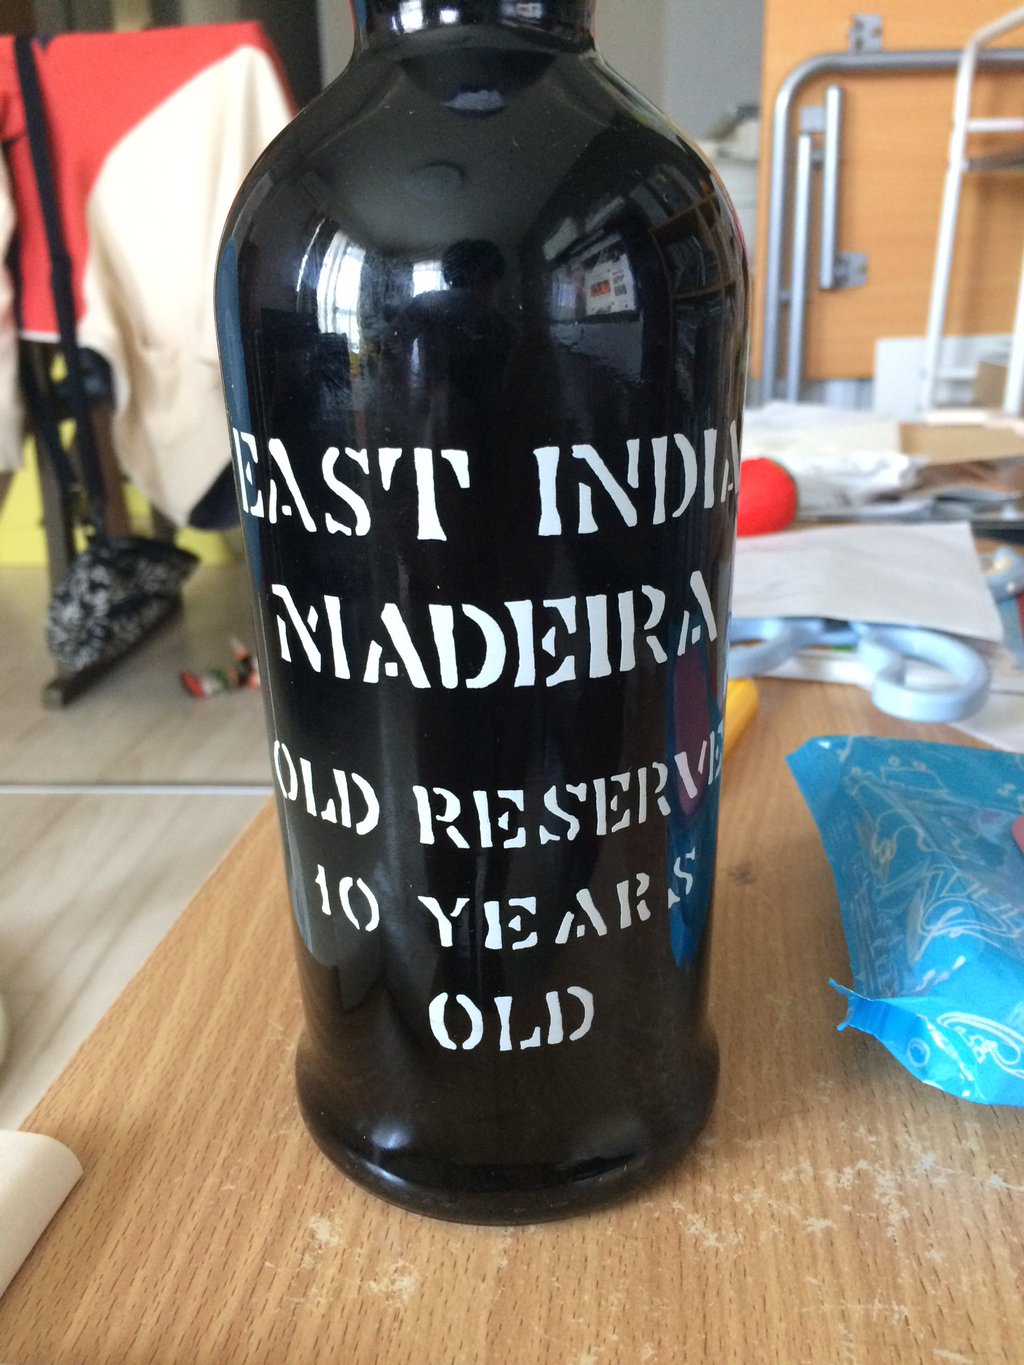 EAST INDIA
MADEIRA
OLD RESERVE
10 YEARS
OLD